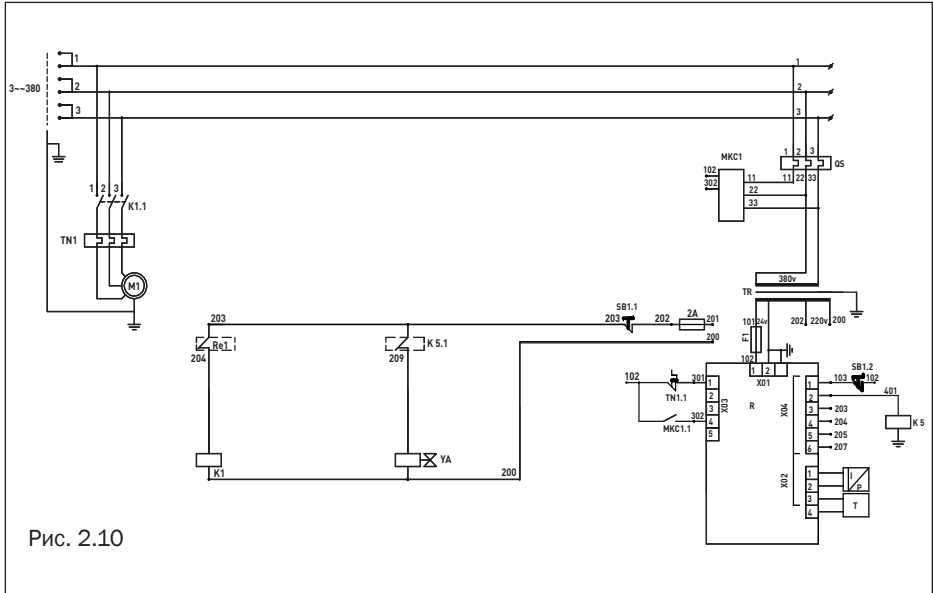 1
1
3~~380
2
2
3
3
1 2 3
QS
MKC1
102
302
11
11 22 33
22
33
1 2 3
K1.1
TN1
M1
380v
TR
203
SB1.1
203
202
2A
201
200
101
24v
202
220v
200
F1
102
Re1
204
K 5.1
209
1 2
X01
102
301
TN1.1
MKC1.1
302
1
2
3
4
5
X03
R
X04
1
2
3
4
5
6
103
SB1.2
102
401
203
204
205
207
K 5
X02
1
2
3
4
I
P
T
K1
YA
200
Рис. 2.10